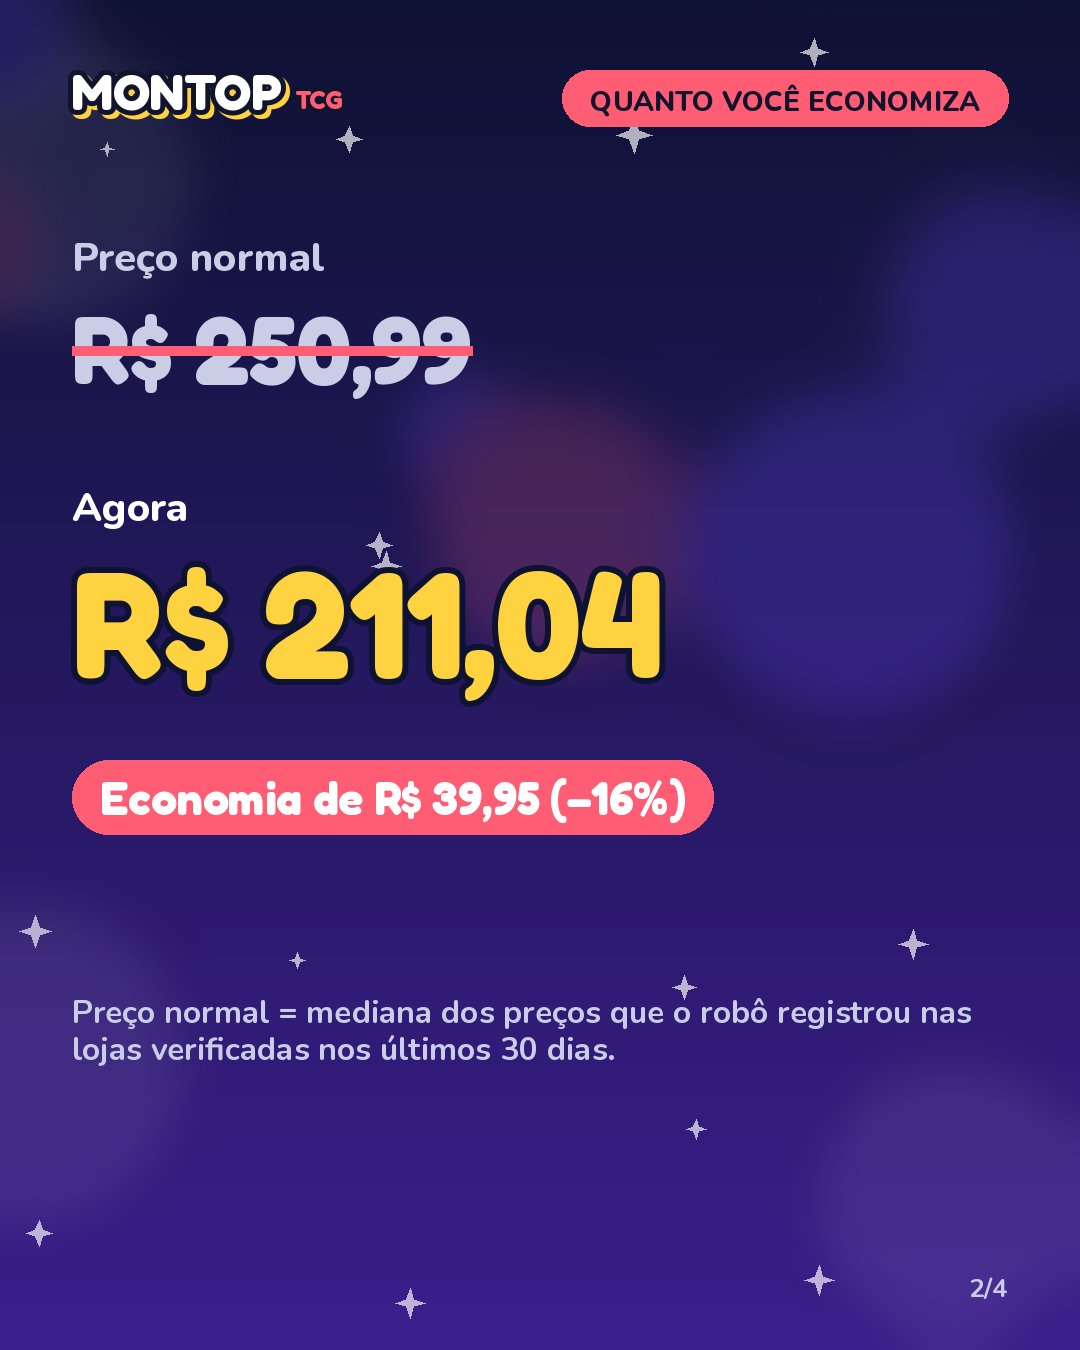 MONTOP TCG
QUANTO VOCÊ ECONOMIZA
Preço normal
R$ 250,99
Agora
R$ 211,04
Economia de R$ 39,95 (–16%)
Preço normal = mediana dos preços que o robô registrou nas
lojas verificadas nos últimos 30 dias.
2/4